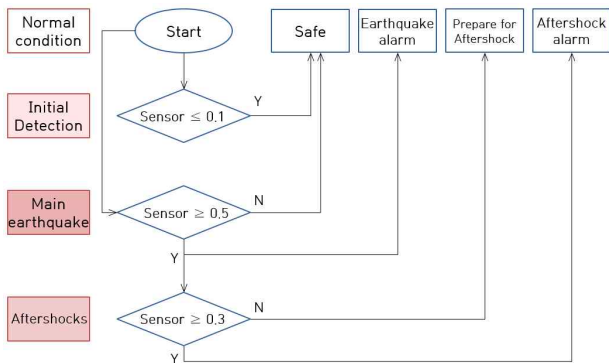 Normal
condition
Start
Safe
Earthquake
alarm
Prepare for
Aftershock
Aftershock
alarm
Initial
Detection
Sensor ≤ 0.1
Y
Main
earthquake
Sensor ≥ 0.5
N
Y
Aftershocks
Sensor ≥ 0.3
N
Y